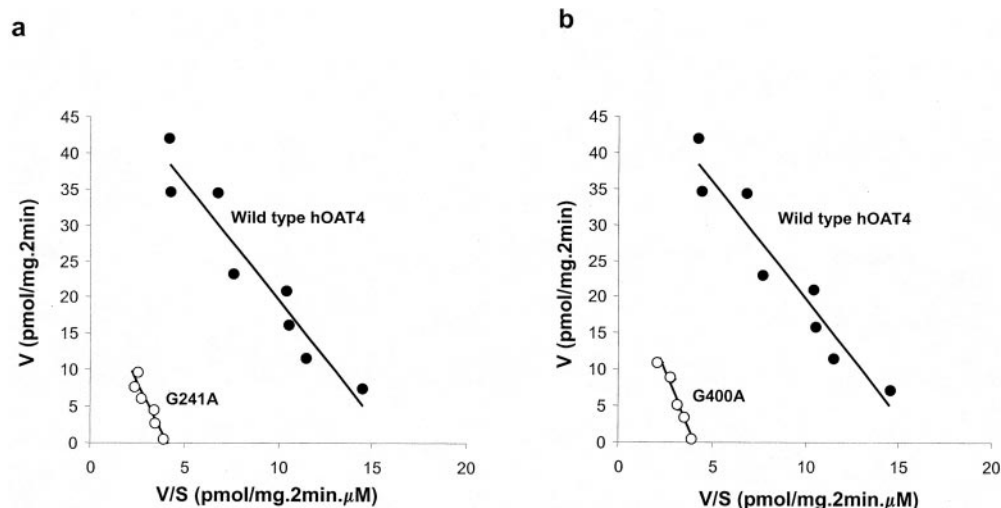 a
V (pmol/mg.2min)
45
40
35
30
25
20
15
10
5
0
Wild type hOAT4
G241A
0 5 10 15 20
V/S (pmol/mg.2min.μM)
b
V (pmol/mg.2min)
45
40
35
30
25
20
15
10
5
0
Wild type hOAT4
G400A
0 5 10 15 20
V/S (pmol/mg.2min.μM)